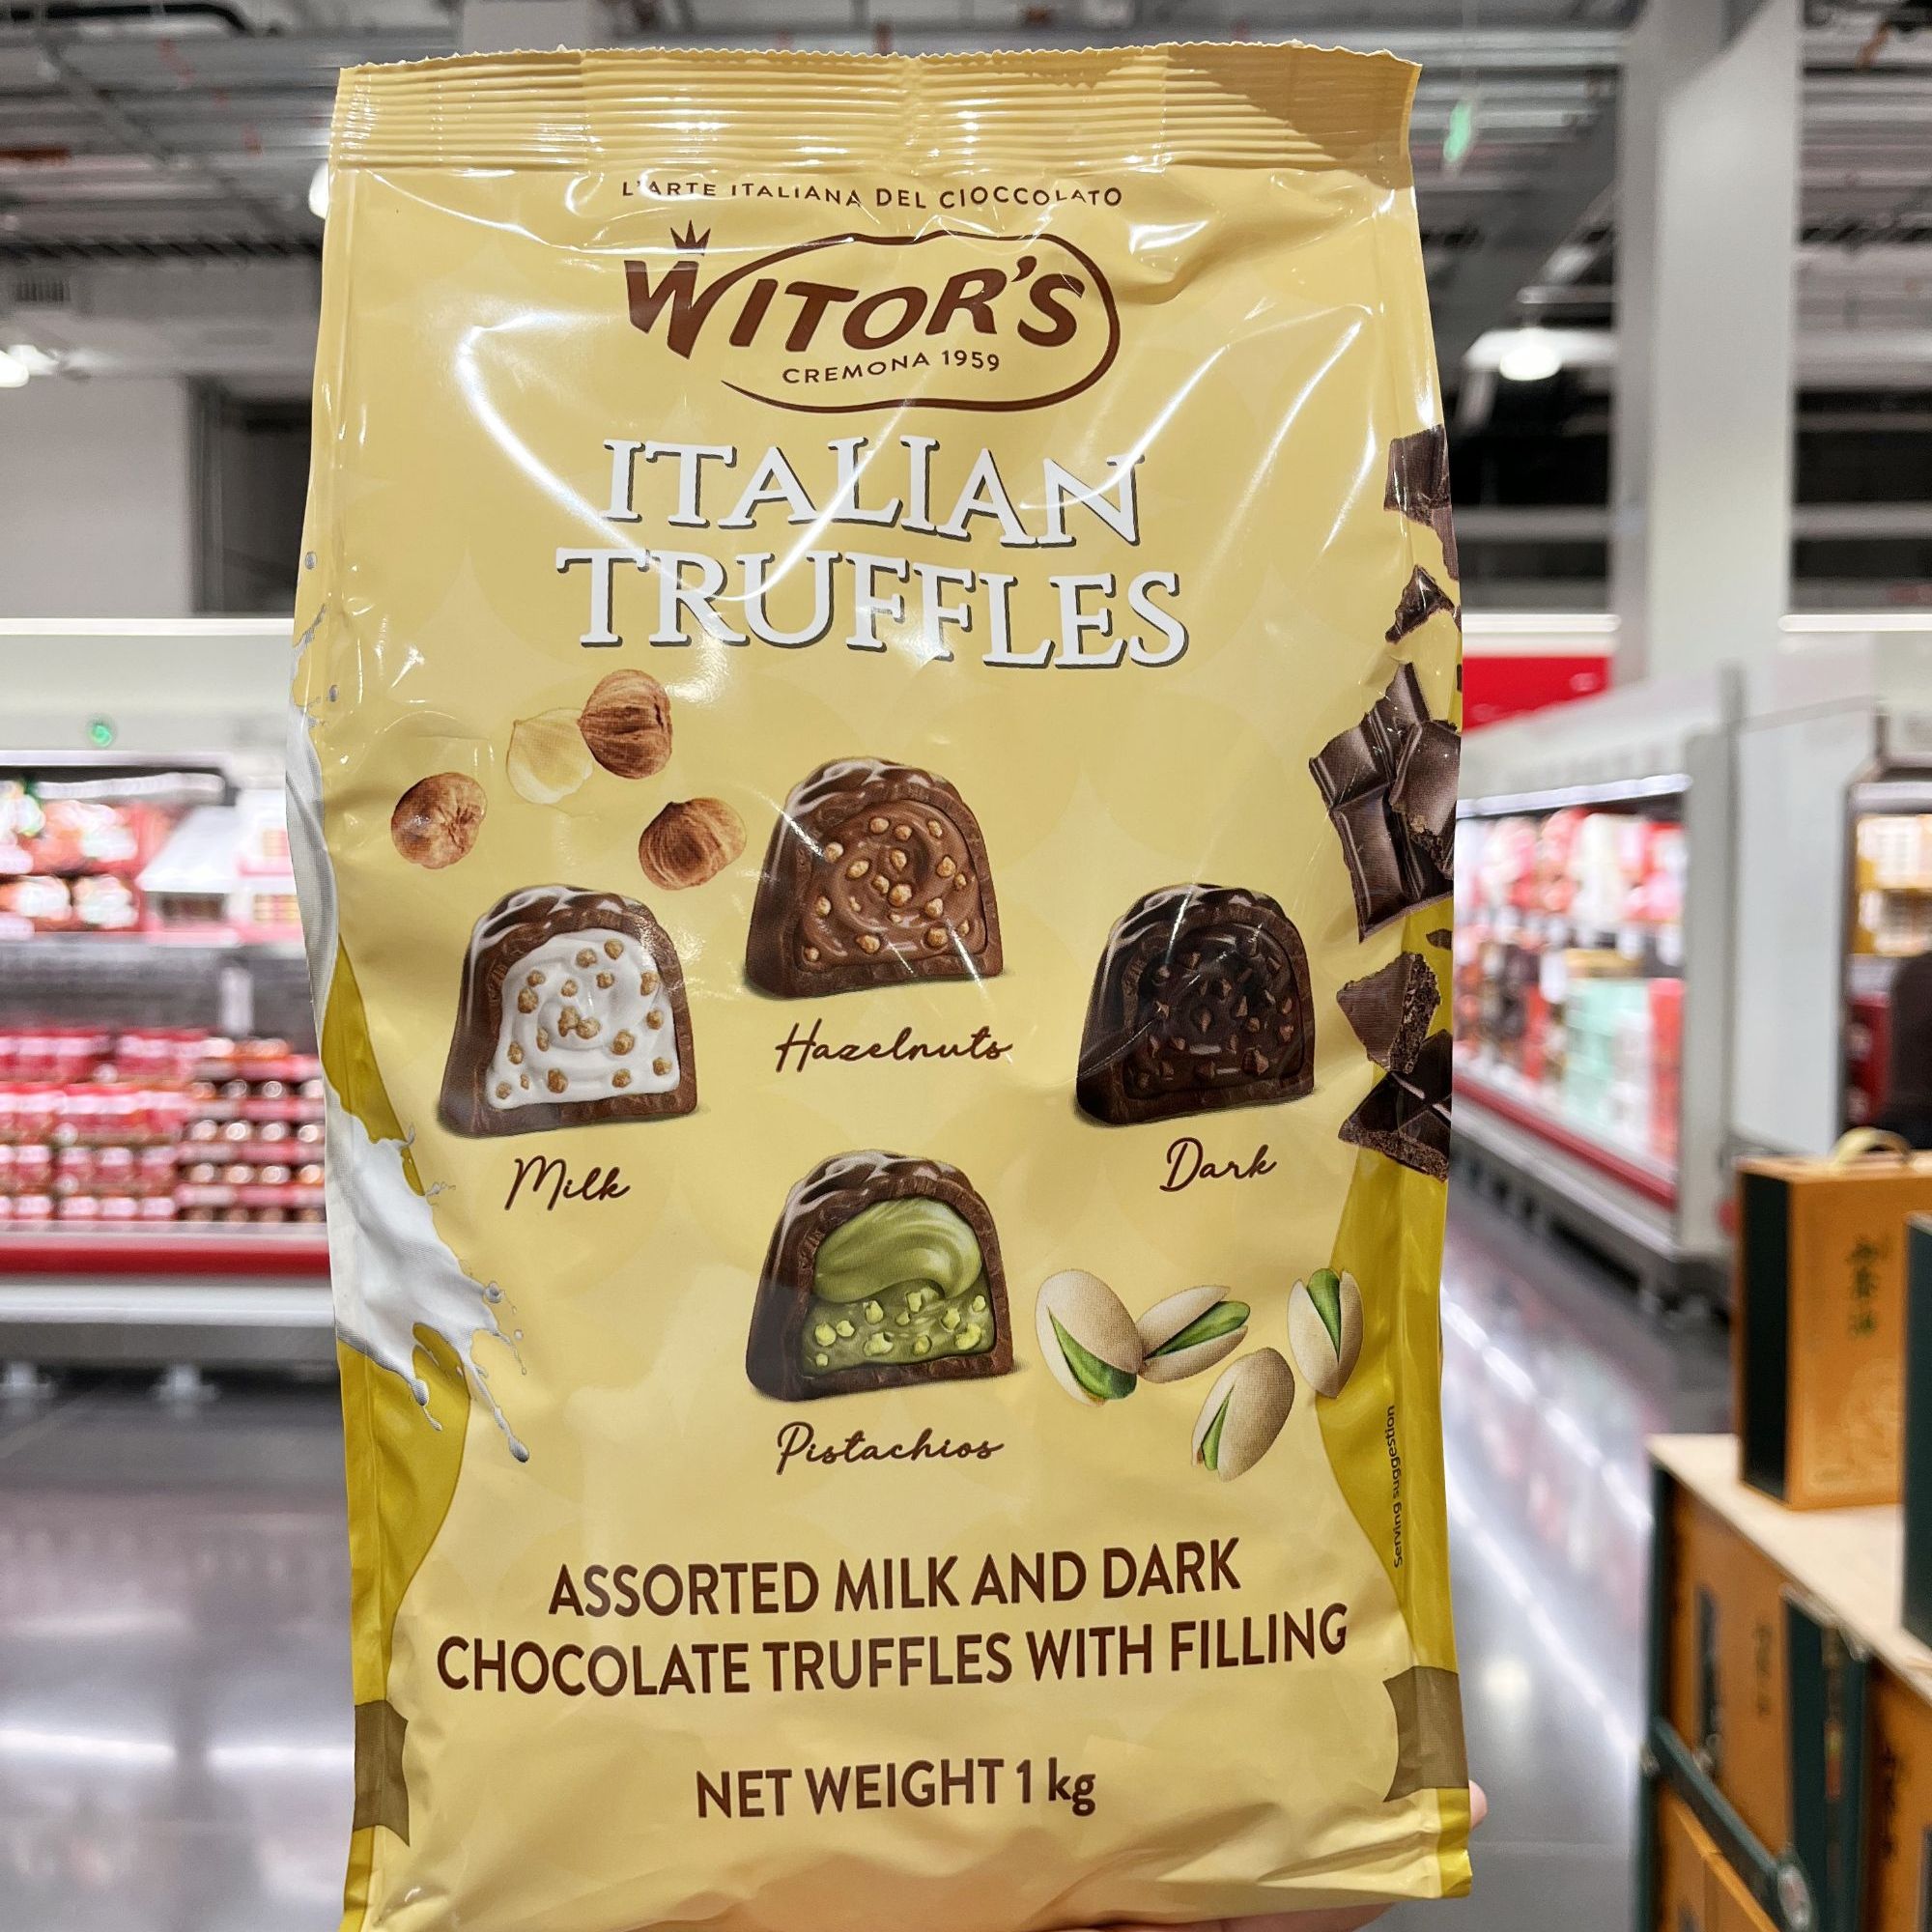 L'ARTE ITALIANA DEL CIOCCOLATO
WITOR'S
CREMONA 1959
ITALIAN
TRUFFLES
Hazelnuts
Milk
Dark
Pistachios
Serving suggestion
ASSORTED MILK AND DARK
CHOCOLATE TRUFFLES WITH FILLING
NET WEIGHT 1 kg